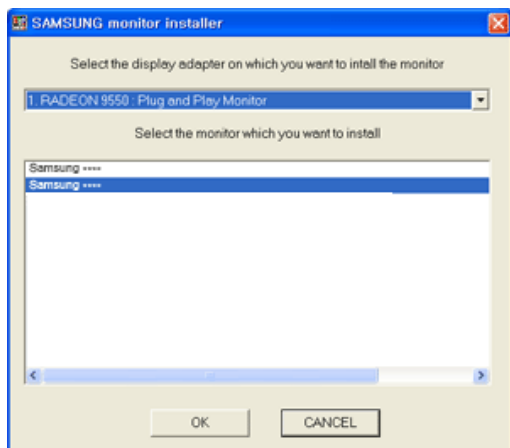 SAMSUNG monitor installer
Select the display adapter on which you want to intall the monitor
1. RADEON 9550 : Plug and Play Monitor
Select the monitor which you want to install
Samsung ****
Samsung ****
OK
CANCEL